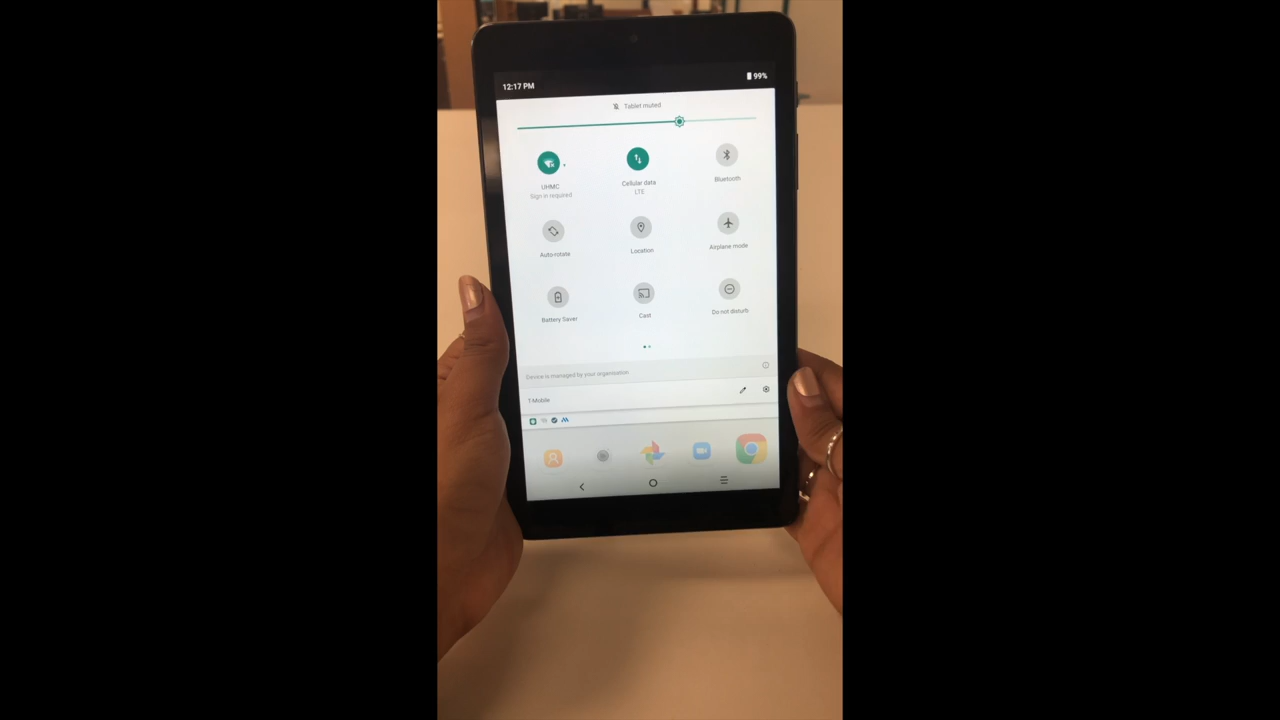 12:17 PM
99%
Tablet muted
UHMC
Sign in required
Cellular data
LTE
Bluetooth
Auto-rotate
Location
Airplane mode
Battery Saver
Cast
Do not disturb
Device is managed by your organisation
T-Mobile